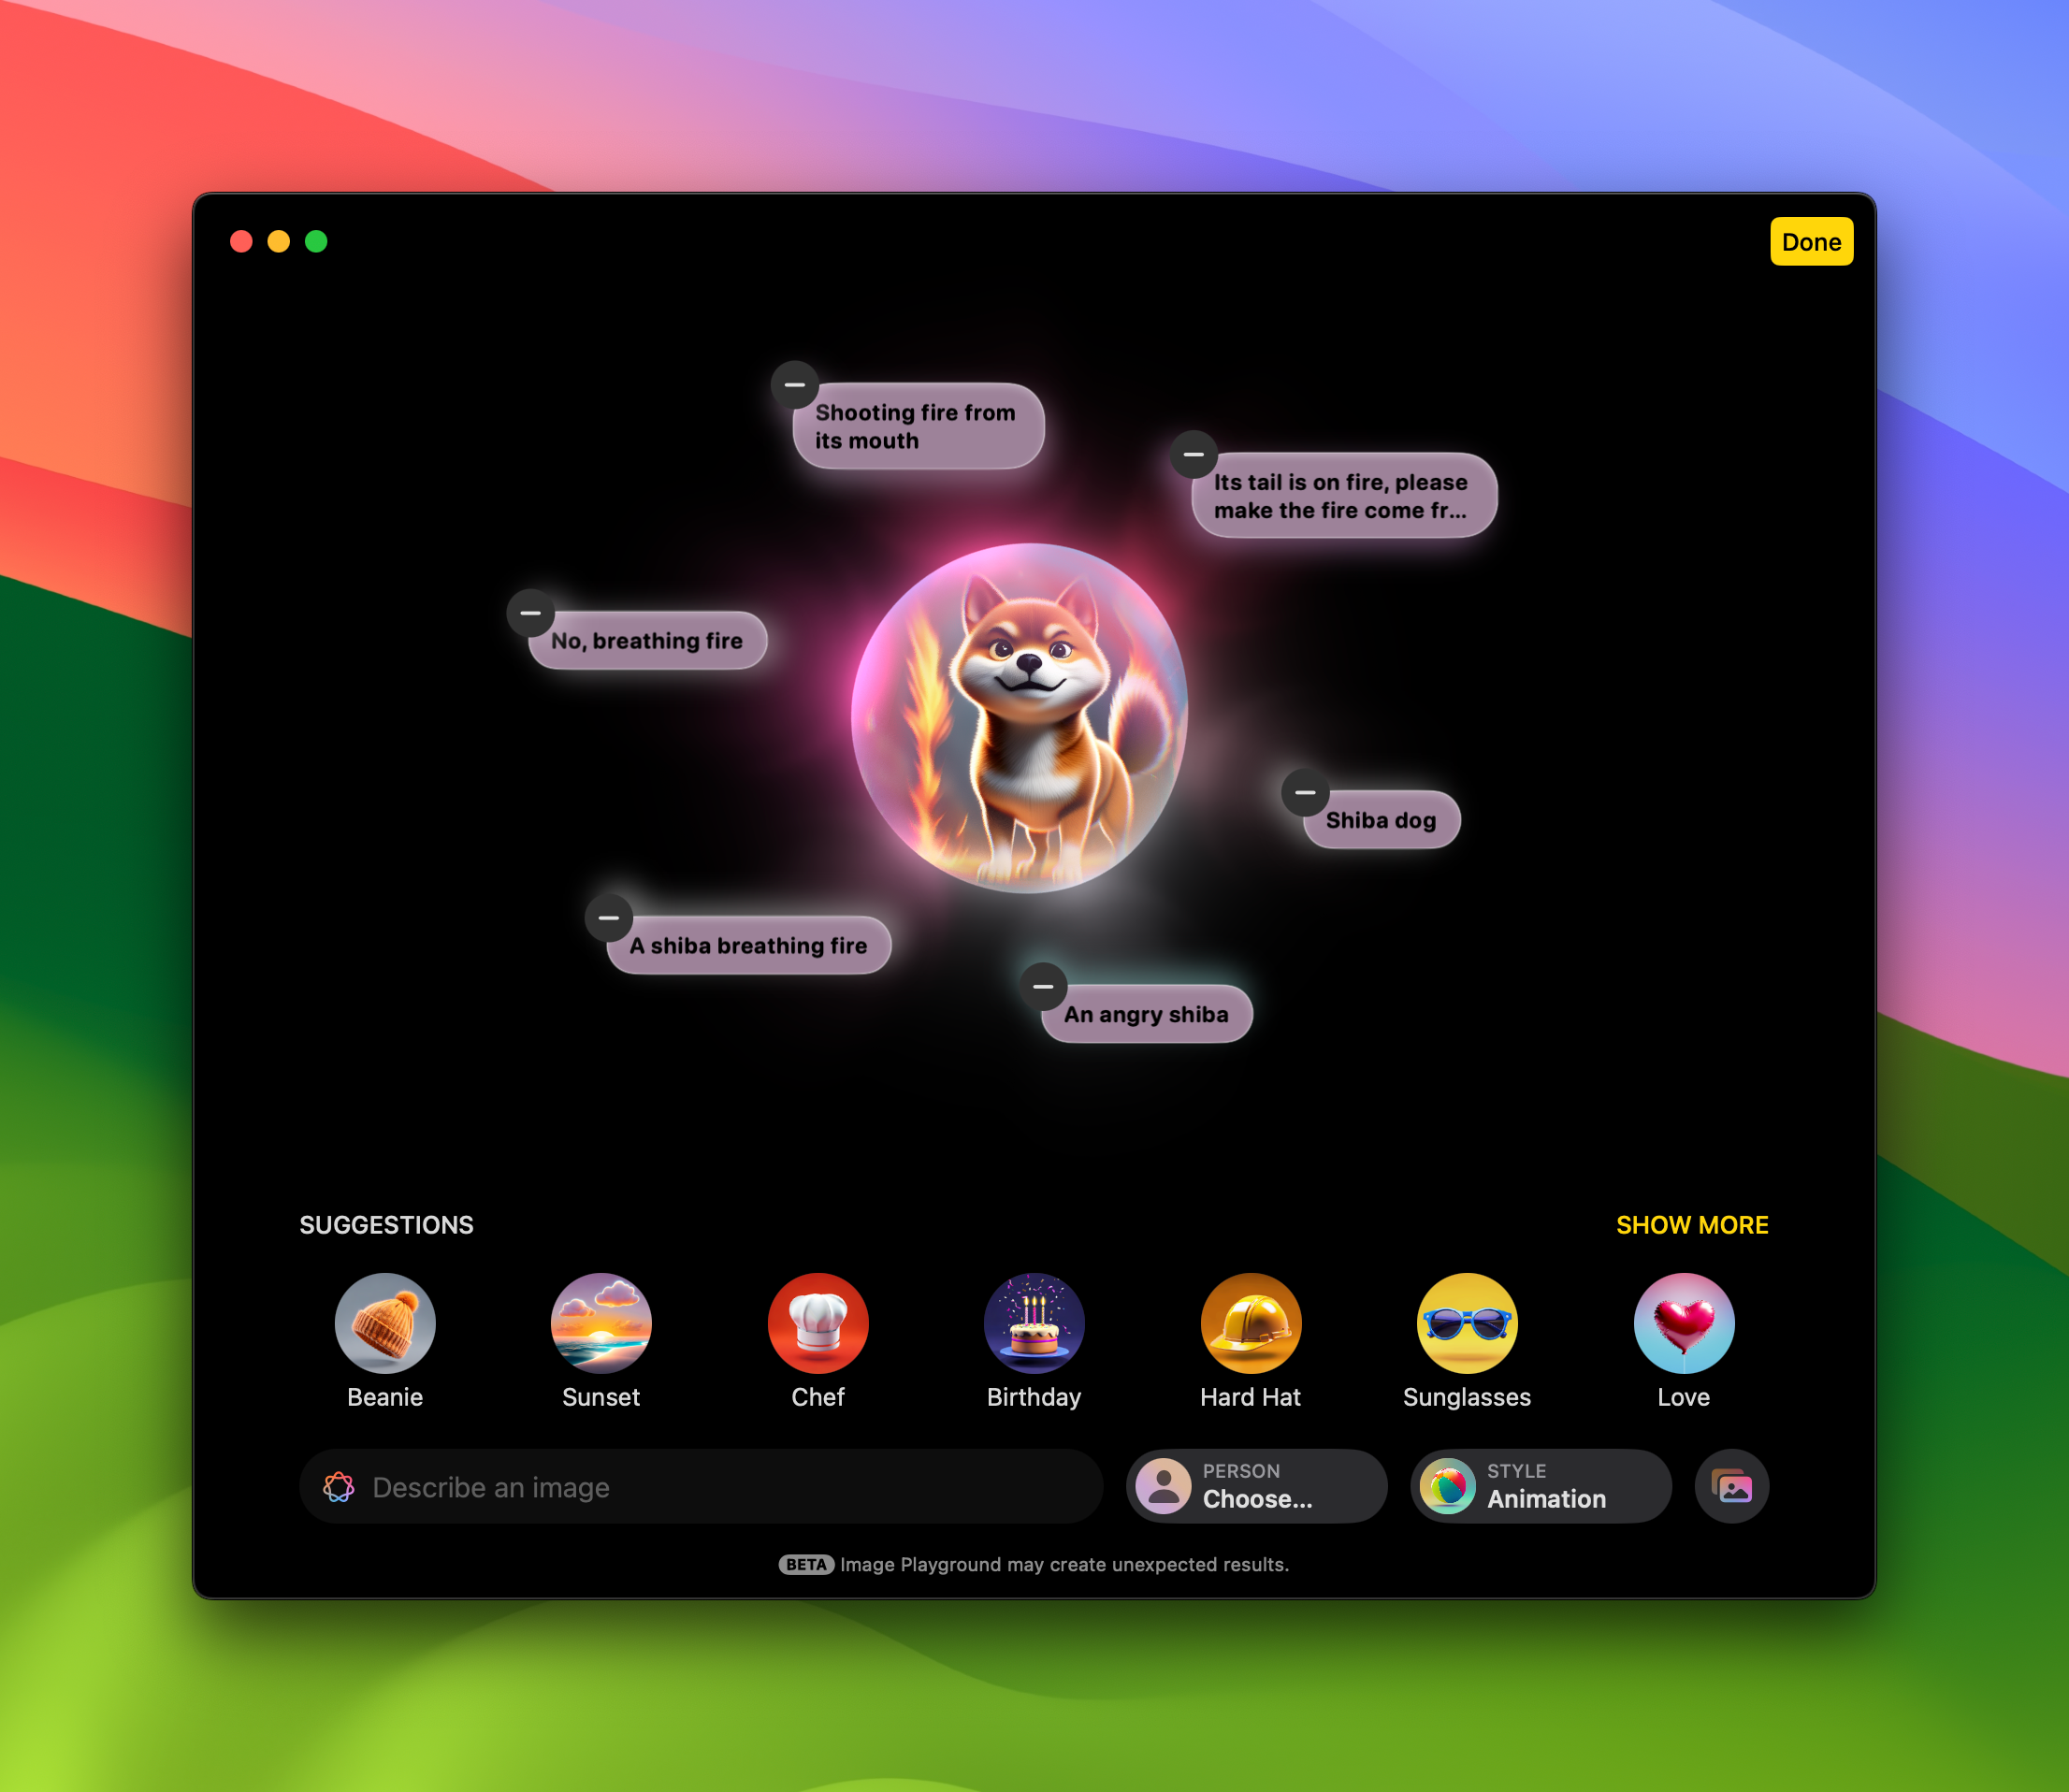 Done
Shooting fire from
its mouth
Its tail is on fire, please
make the fire come fr...
No, breathing fire
Shiba dog
A shiba breathing fire
An angry shiba
SUGGESTIONS
SHOW MORE
Beanie
Sunset
Chef
Birthday
Hard Hat
Sunglasses
Love
Describe an image
PERSON
Choose...
STYLE
Animation
BETA Image Playground may create unexpected results.